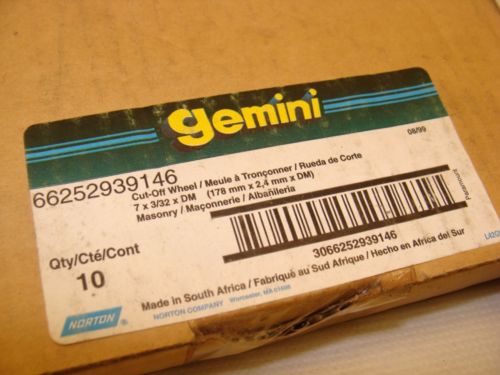 gemini
08/99
66252939146
Cut-Off Wheel / Meule à Tronçonner / Rueda de Corte
7 x 3/32 x DM (178 mm x 2,4 mm x DM)
Masonry / Maçonnerie / Albañileria
Paramount
Qty/Cté/Cont
10
3066252939146
Made in South Africa / Fabriqué au Sud Afrique / Hecho en Africa del Sur
NORTON COMPANY Worcester, MA 01606
NORTON